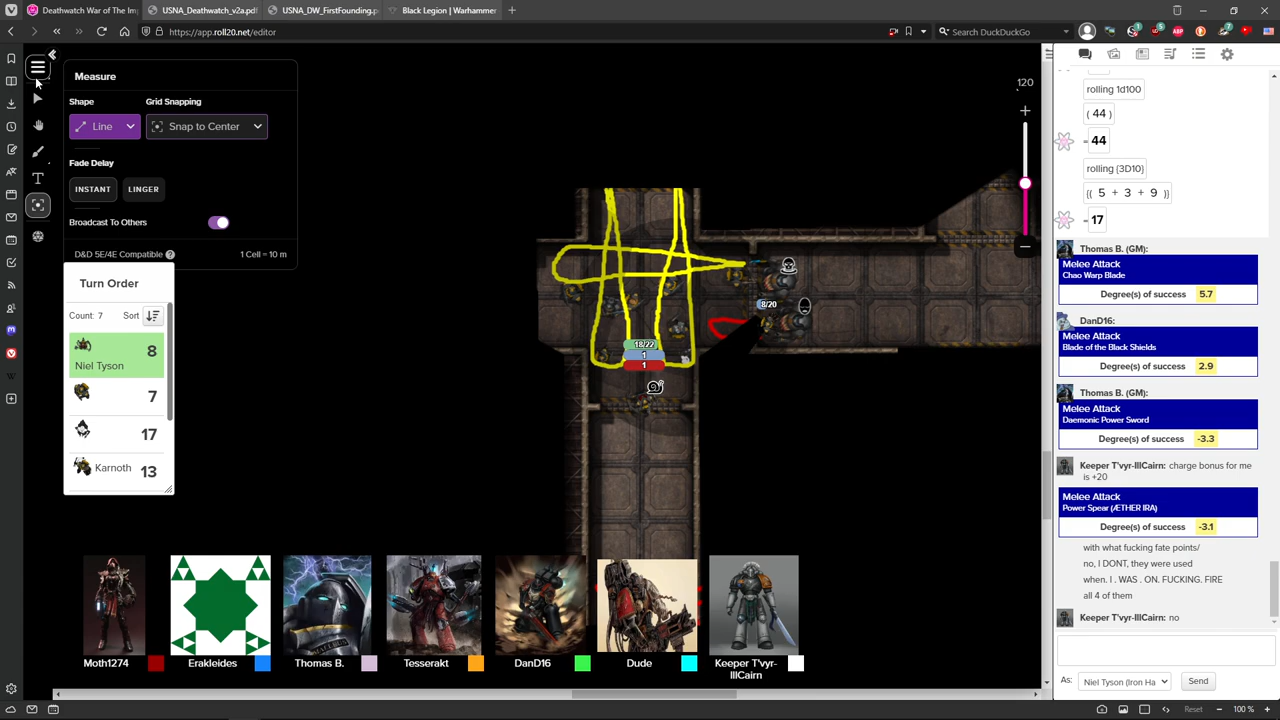 Deathwatch War of The Im
USNA_Deathwatch_v2a.pdf
USNA_DW_FirstFounding.p
Black Legion | Warhammer
https://app.roll20.net/editor
Search DuckDuckGo
Measure
Shape
Grid Snapping
Line
Snap to Center
Fade Delay
INSTANT
LINGER
Broadcast To Others
D&D 5E/4E Compatible
1 Cell = 10 m
Turn Order
Count: 7
Sort
8
Niel Tyson
7
17
Karnoth
13
120
8/20
18/22
1
1
Moth1274
Erakleides
Thomas B.
Tesserakt
DanD16
Dude
Keeper T'vyr-
IIICairn
rolling 1d100
( 44 )
= 44
rolling {3D10}
({ 5 + 3 + 9 })
= 17
Thomas B. (GM):
Melee Attack
Chao Warp Blade
Degree(s) of success 5.7
DanD16:
Melee Attack
Blade of the Black Shields
Degree(s) of success 2.9
Thomas B. (GM):
Melee Attack
Daemonic Power Sword
Degree(s) of success -3.3
Keeper T'vyr-IIICairn: charge bonus for me
is +20
Melee Attack
Power Spear (ÆTHER IRA)
Degree(s) of success -3.1
with what fucking fate points/
no, I DONT, they were used
when. I . WAS . ON. FUCKING. FIRE
all 4 of them
Keeper T'vyr-IIICairn: no
As:
Niel Tyson (Iron Ha
Send
Reset
100 %